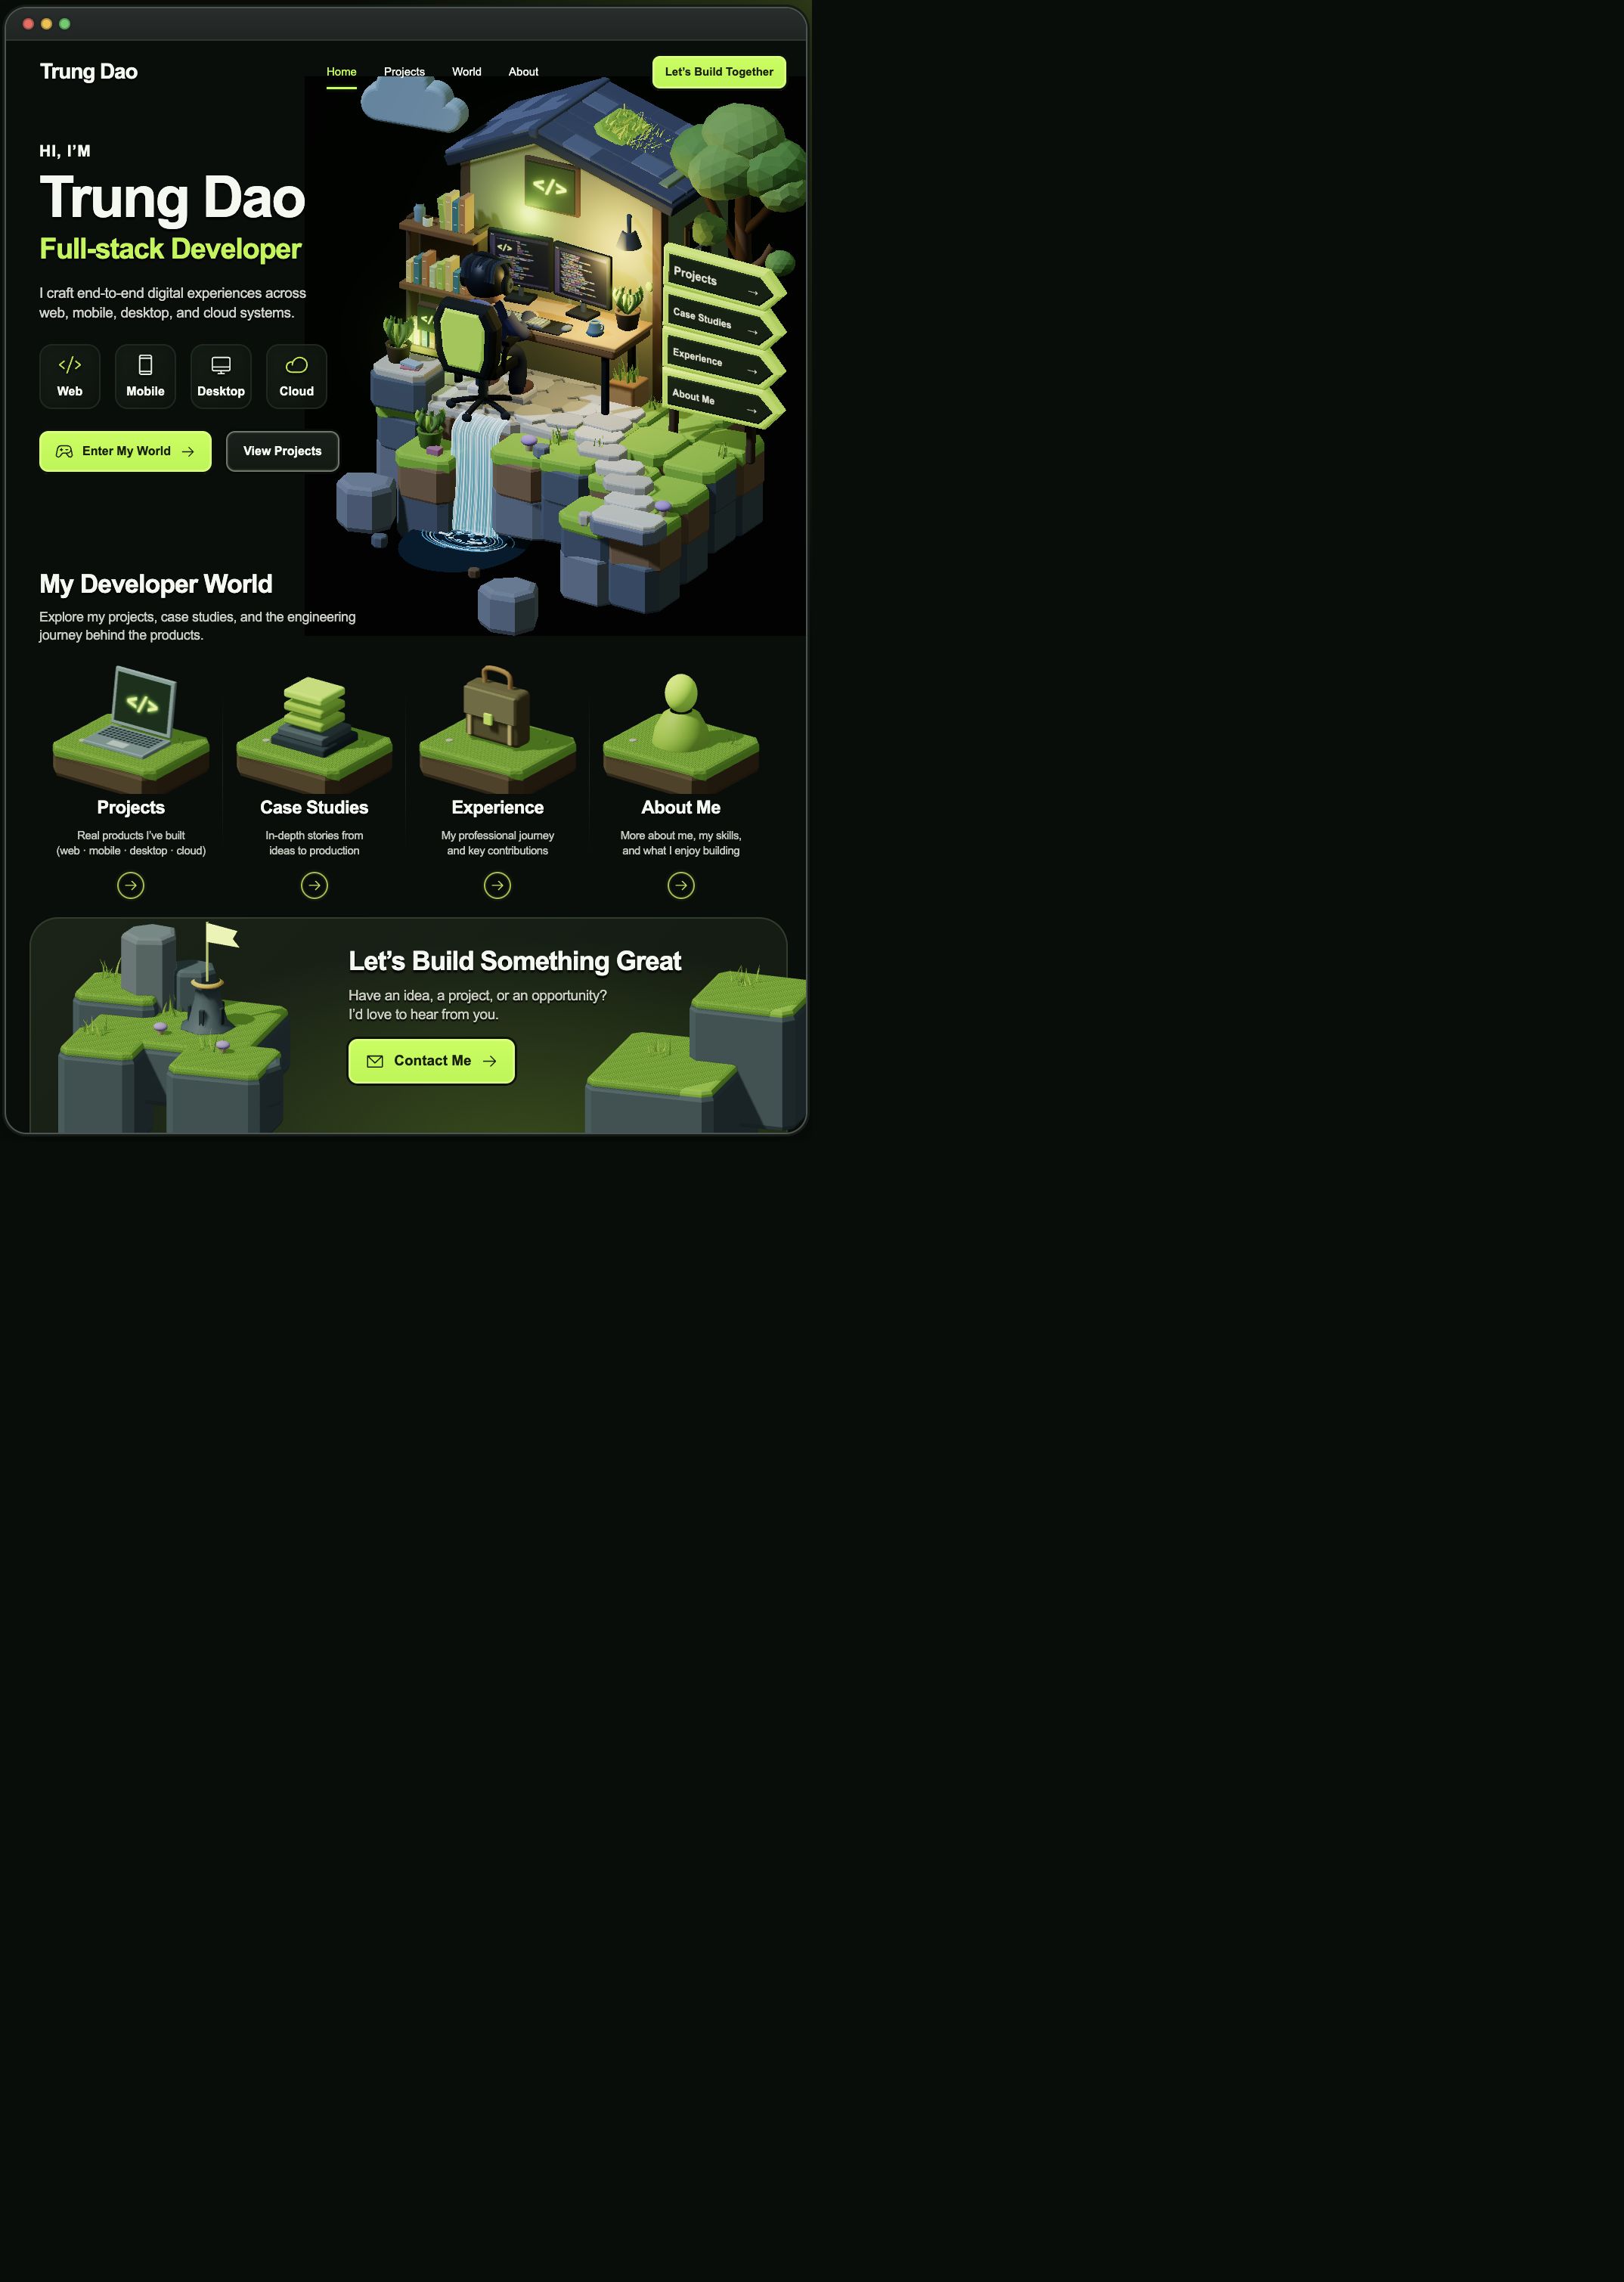 Trung Dao
Home
Projects
World
About
Let's Build Together
HI, I'M
Trung Dao
Full-stack Developer
I craft end-to-end digital experiences across
web, mobile, desktop, and cloud systems.
</>
Web
Mobile
Desktop
Cloud
Enter My World →
View Projects
</>
</>
Projects →
Case Studies →
Experience →
About Me →
My Developer World
Explore my projects, case studies, and the engineering
journey behind the products.
</>
Projects
Real products I've built
(web · mobile · desktop · cloud)
→
Case Studies
In-depth stories from
ideas to production
→
Experience
My professional journey
and key contributions
→
About Me
More about me, my skills,
and what I enjoy building
→
Let's Build Something Great
Have an idea, a project, or an opportunity?
I'd love to hear from you.
Contact Me →